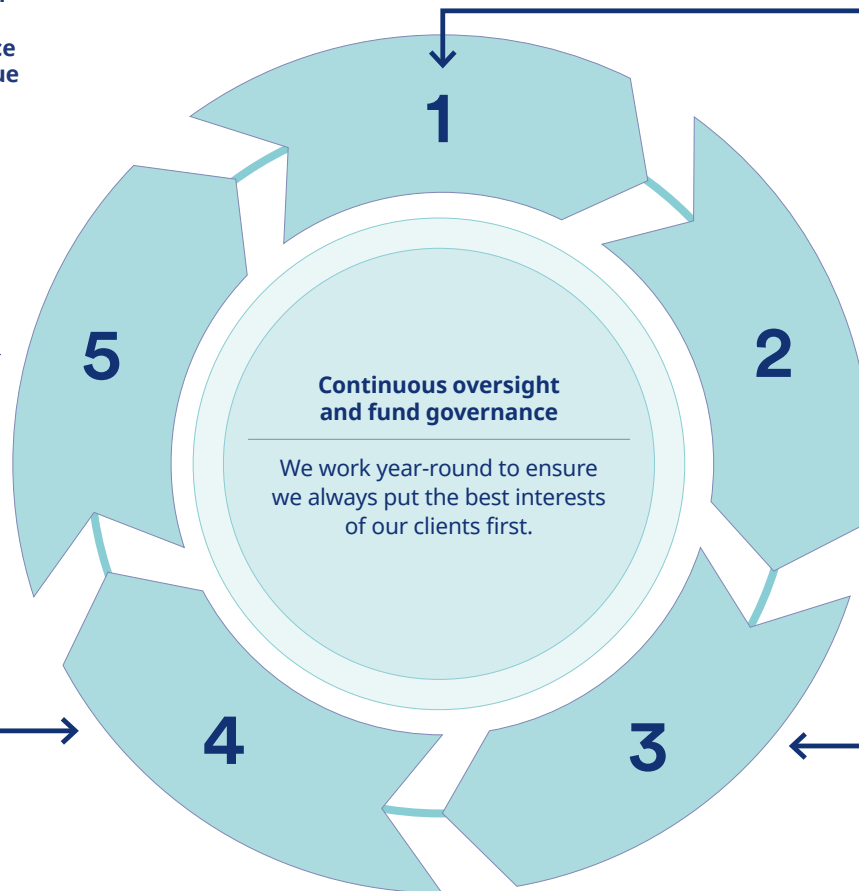 1
2
5
Continuous oversight
and fund governance
We work year-round to ensure
we always put the best interests
of our clients first.
4
3